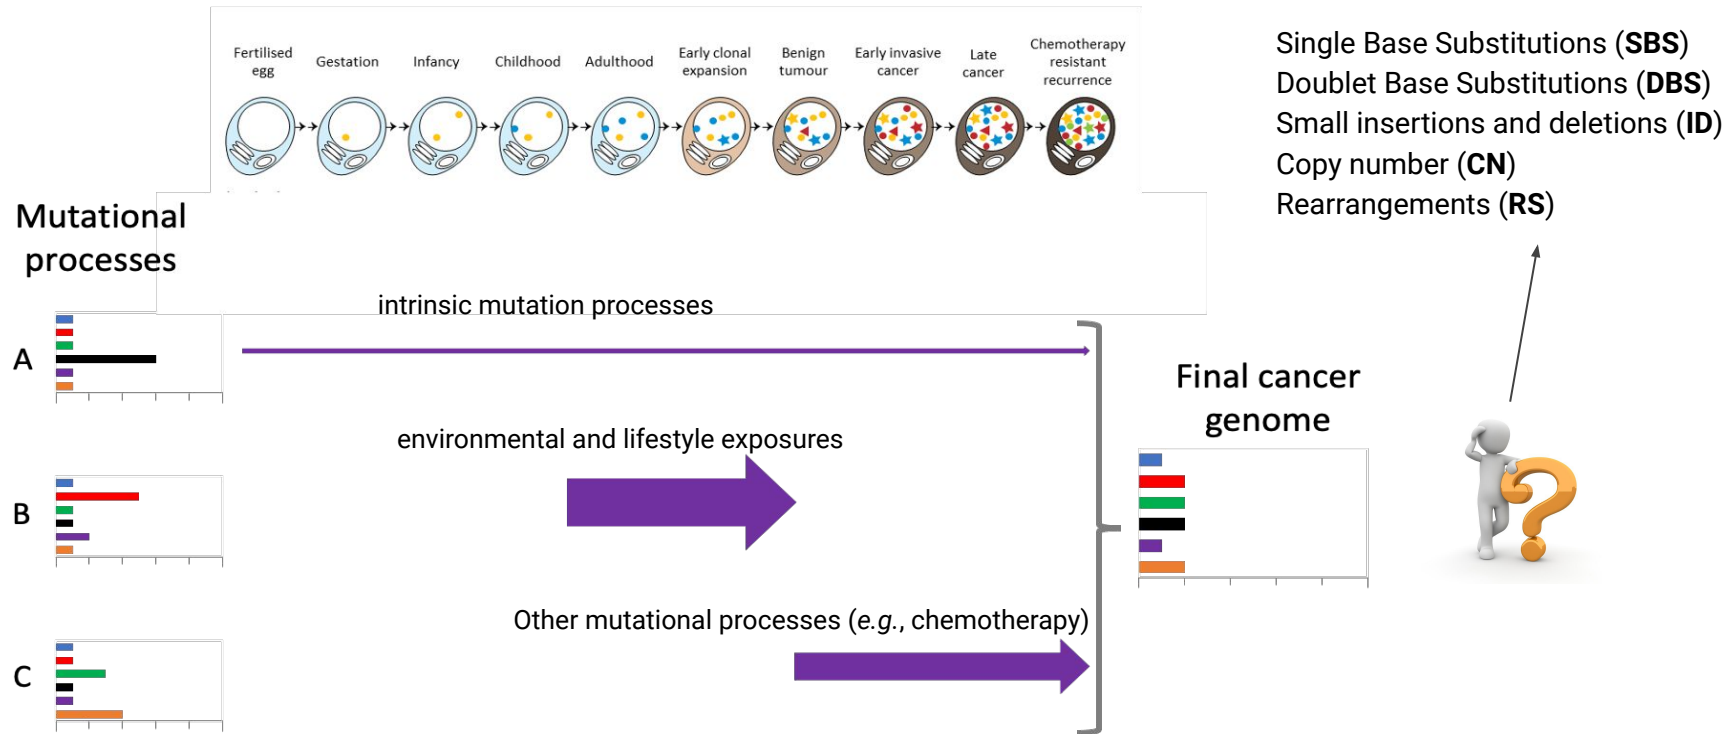 Fertilised
egg
Gestation
Infancy
Childhood
Adulthood
Early clonal
expansion
Benign
tumour
Early invasive
cancer
Late
cancer
Chemotherapy
resistant
recurrence
Single Base Substitutions (SBS)
Doublet Base Substitutions (DBS)
Small insertions and deletions (ID)
Copy number (CN)
Rearrangements (RS)
Mutational
processes
intrinsic mutation processes
A
environmental and lifestyle exposures
B
Other mutational processes (e.g., chemotherapy)
C
Final cancer
genome